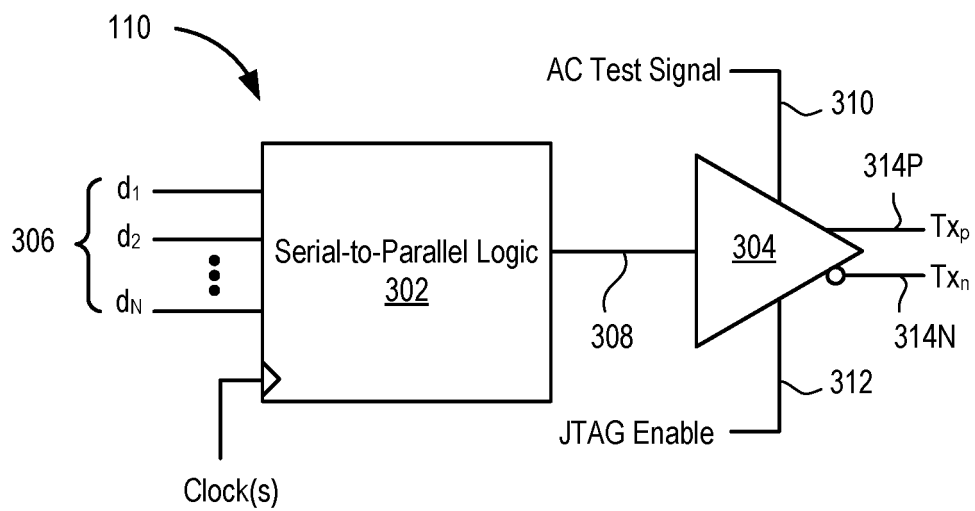 110
AC Test Signal
310
314P
d1
306
d2
Serial-to-Parallel Logic
302
304
Txp
Txn
dN
308
314N
312
JTAG Enable
Clock(s)